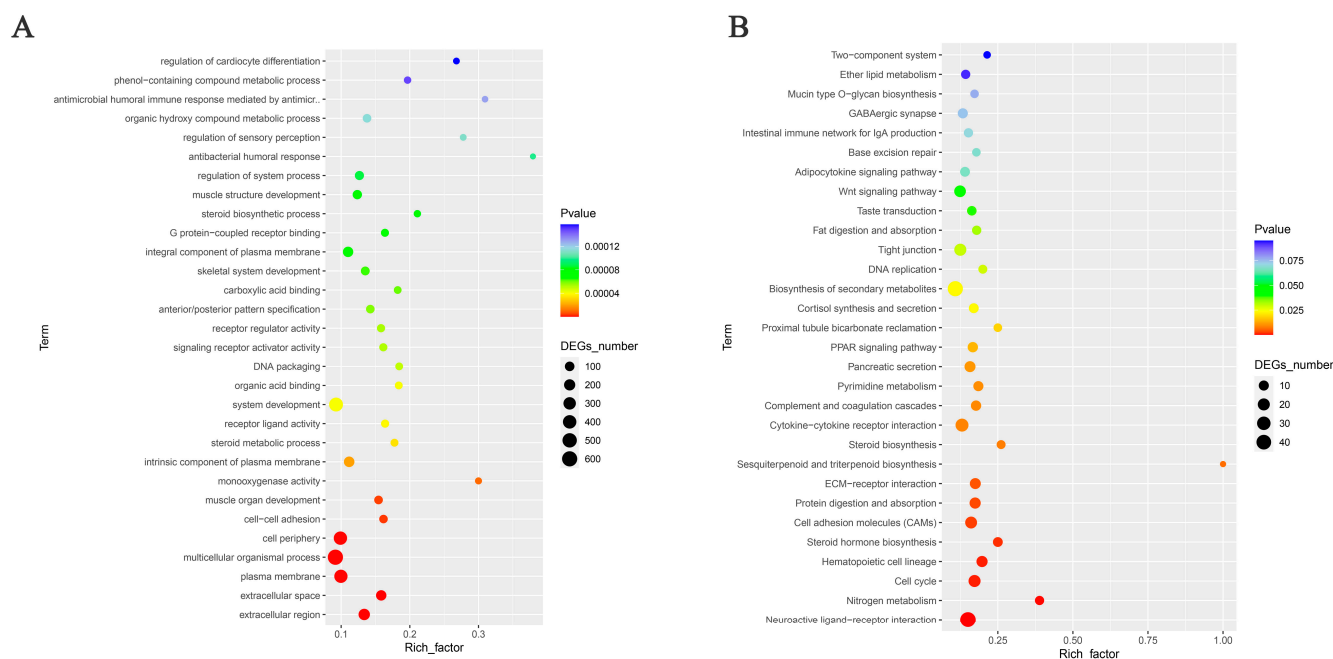 A
regulation of cardiocyte differentiation
phenol−containing compound metabolic process
antimicrobial humoral immune response mediated by antimicr..
organic hydroxy compound metabolic process
regulation of sensory perception
antibacterial humoral response
regulation of system process
muscle structure development
steroid biosynthetic process
G protein−coupled receptor binding
integral component of plasma membrane
skeletal system development
carboxylic acid binding
anterior/posterior pattern specification
receptor regulator activity
signaling receptor activator activity
DNA packaging
organic acid binding
system development
receptor ligand activity
steroid metabolic process
intrinsic component of plasma membrane
monooxygenase activity
muscle organ development
cell−cell adhesion
cell periphery
multicellular organismal process
plasma membrane
extracellular space
extracellular region
Term
0.1 0.2 0.3
Rich_factor
Pvalue
0.00012
0.00008
0.00004
DEGs_number
100
200
300
400
500
600
B
Two−component system
Ether lipid metabolism
Mucin type O−glycan biosynthesis
GABAergic synapse
Intestinal immune network for IgA production
Base excision repair
Adipocytokine signaling pathway
Wnt signaling pathway
Taste transduction
Fat digestion and absorption
Tight junction
DNA replication
Biosynthesis of secondary metabolites
Cortisol synthesis and secretion
Proximal tubule bicarbonate reclamation
PPAR signaling pathway
Pancreatic secretion
Pyrimidine metabolism
Complement and coagulation cascades
Cytokine−cytokine receptor interaction
Steroid biosynthesis
Sesquiterpenoid and triterpenoid biosynthesis
ECM−receptor interaction
Protein digestion and absorption
Cell adhesion molecules (CAMs)
Steroid hormone biosynthesis
Hematopoietic cell lineage
Cell cycle
Nitrogen metabolism
Neuroactive ligand−receptor interaction
Term
0.25 0.50 0.75 1.00
Rich_factor
Pvalue
0.075
0.050
0.025
DEGs_number
10
20
30
40